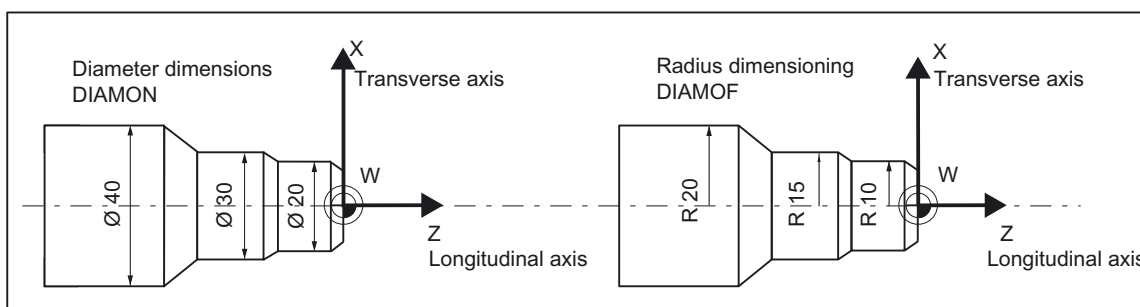 Diameter dimensions
DIAMON
X
Transverse axis
Ø 40
Ø 30
Ø 20
W
Z
Longitudinal axis
Radius dimensioning
DIAMOF
X
Transverse axis
R 20
R 15
R 10
W
Z
Longitudinal axis